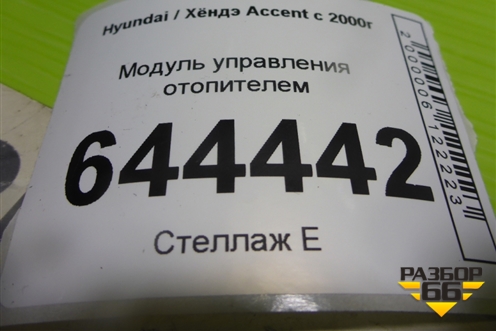 Hyundai / Хёндэ Accent с 2000г
Модуль управления
отопителем
644442
Стеллаж Е
2000006122223
РАЗБОР
66